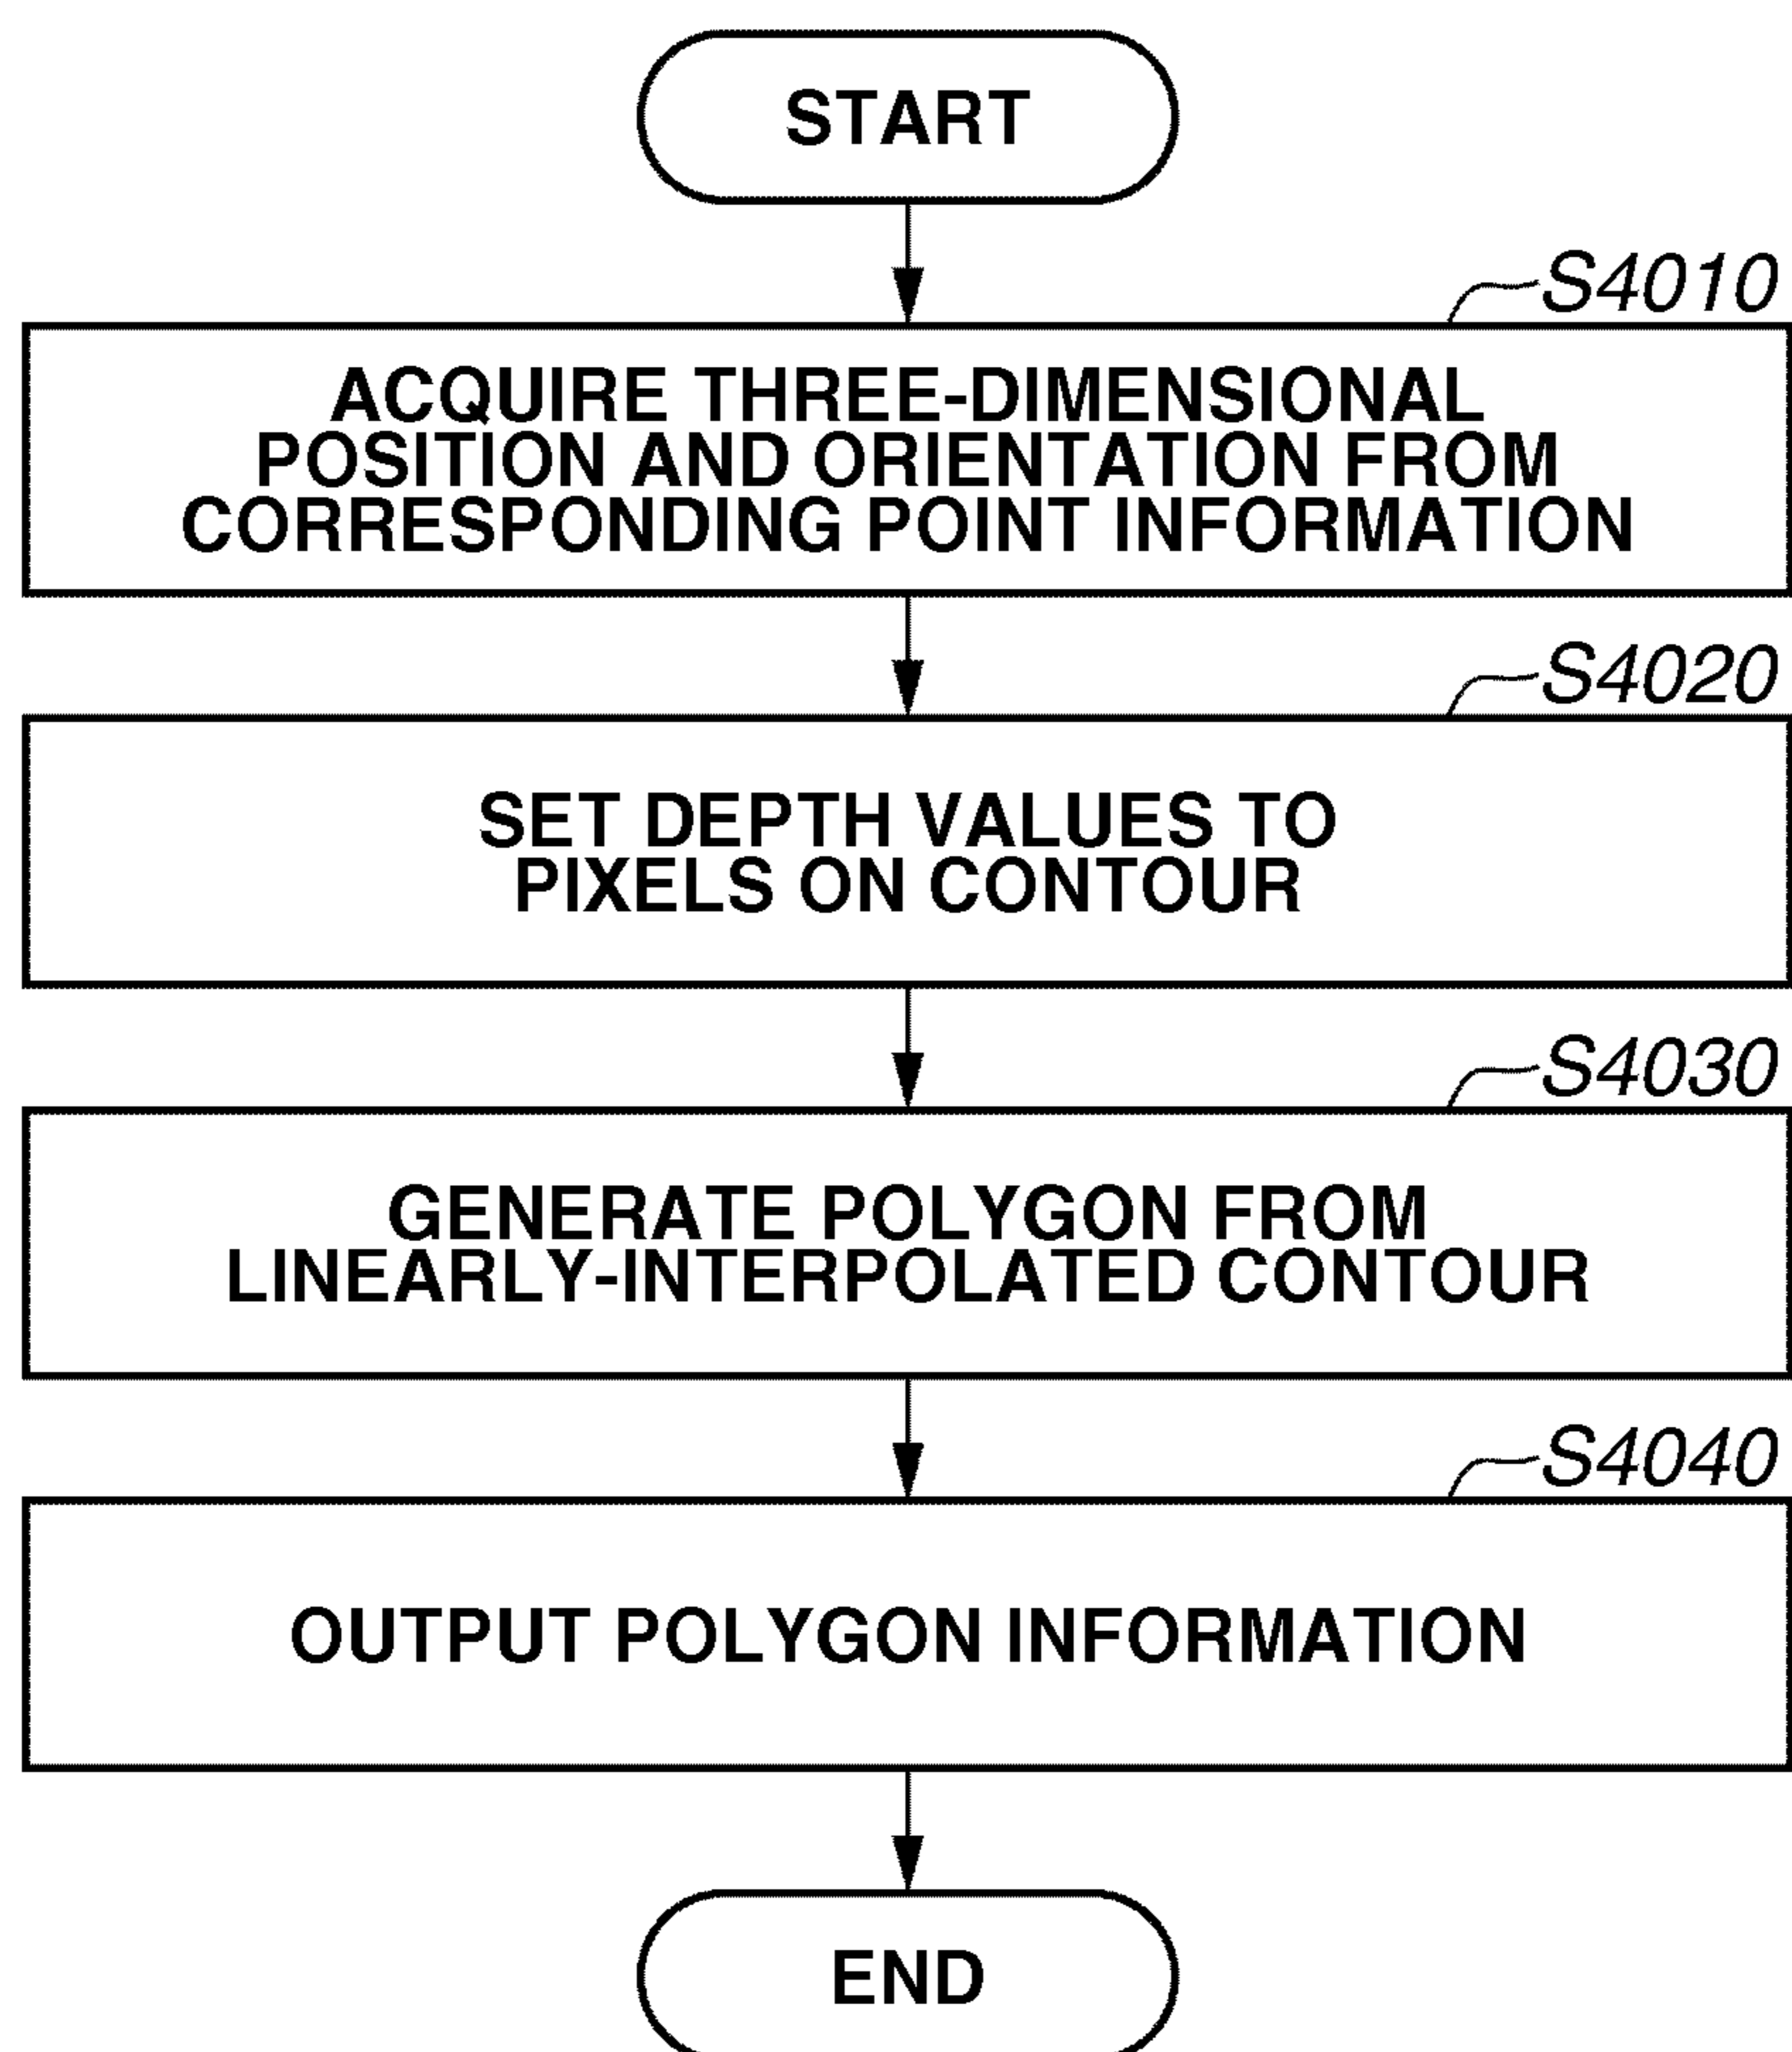 START
S4010
ACQUIRE THREE-DIMENSIONAL
POSITION AND ORIENTATION FROM
CORRESPONDING POINT INFORMATION
S4020
SET DEPTH VALUES TO
PIXELS ON CONTOUR
S4030
GENERATE POLYGON FROM
LINEARLY-INTERPOLATED CONTOUR
S4040
OUTPUT POLYGON INFORMATION
END